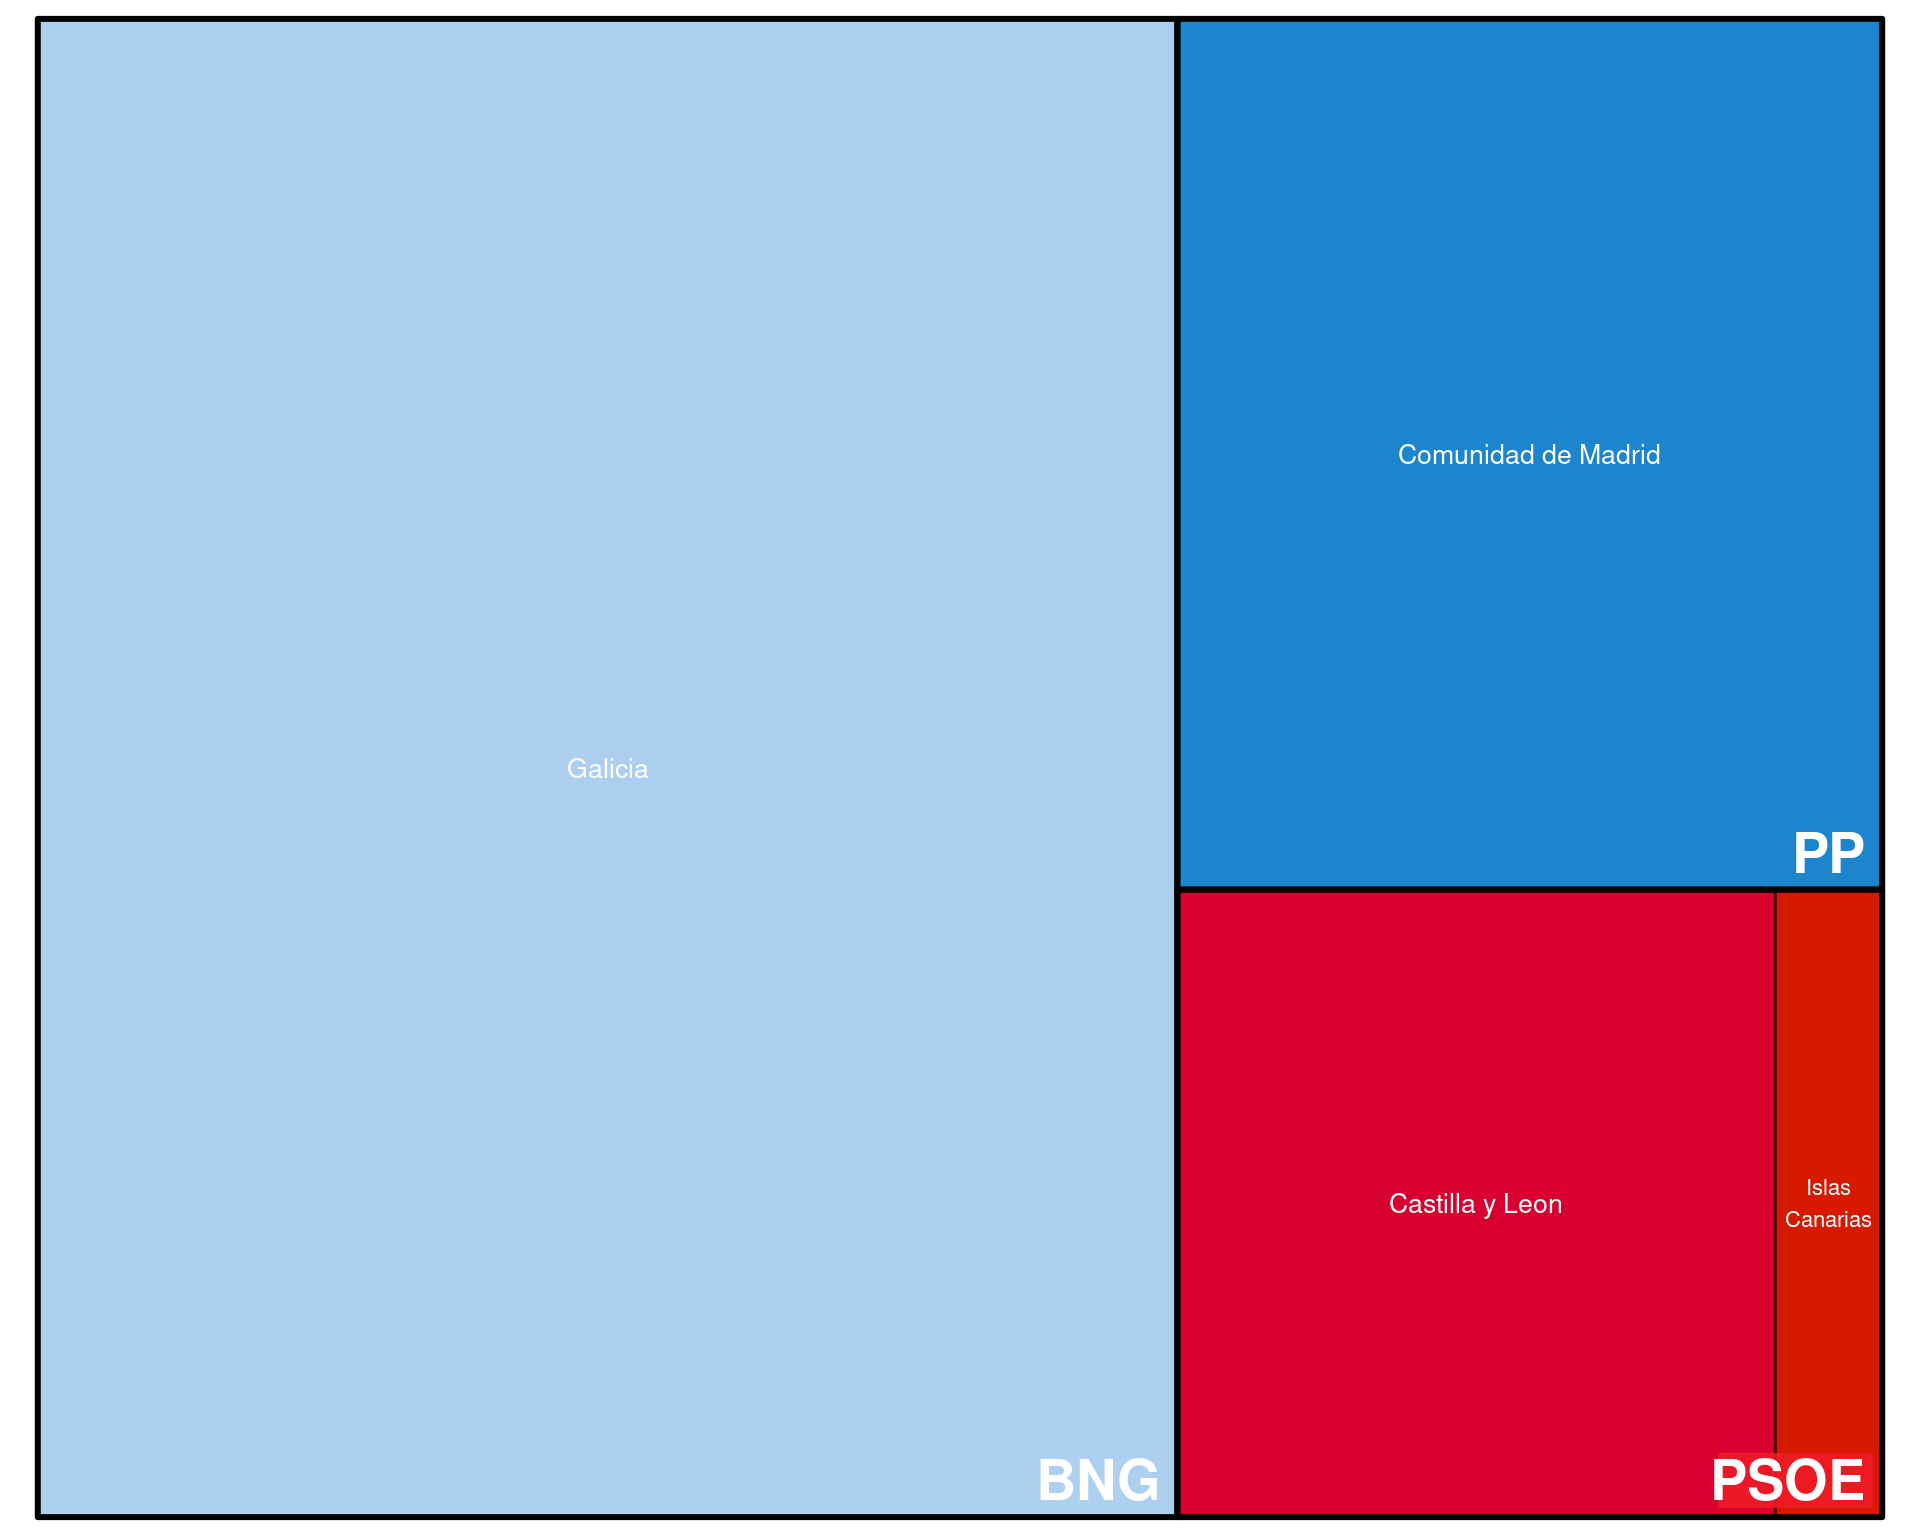 Galicia
BNG
Comunidad de Madrid
PP
Castilla y Leon
Islas
Canarias
PSOE